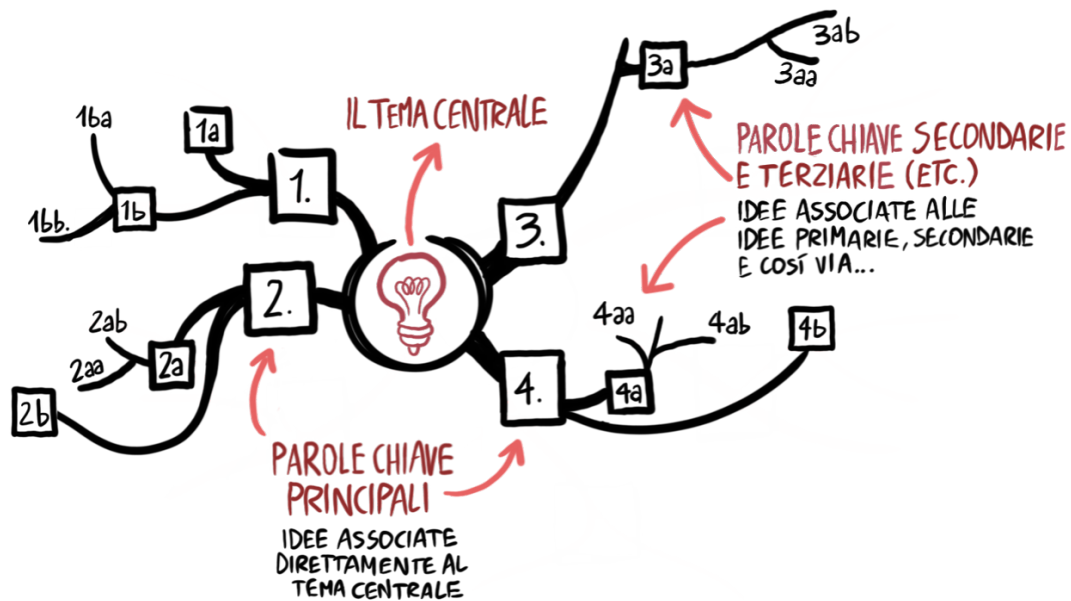 IL TEMA CENTRALE
1.
1a
1b
1ba
1bb.
2.
2a
2ab
2aa
2b
3.
3a
3ab
3aa
4.
4a
4aa
4ab
4b
PAROLE CHIAVE SECONDARIE
E TERZIARIE (ETC.)
IDEE ASSOCIATE ALLE
IDEE PRIMARIE, SECONDARIE
E COSÍ VIA...
PAROLE CHIAVE
PRINCIPALI
IDEE ASSOCIATE
DIRETTAMENTE AL
TEMA CENTRALE